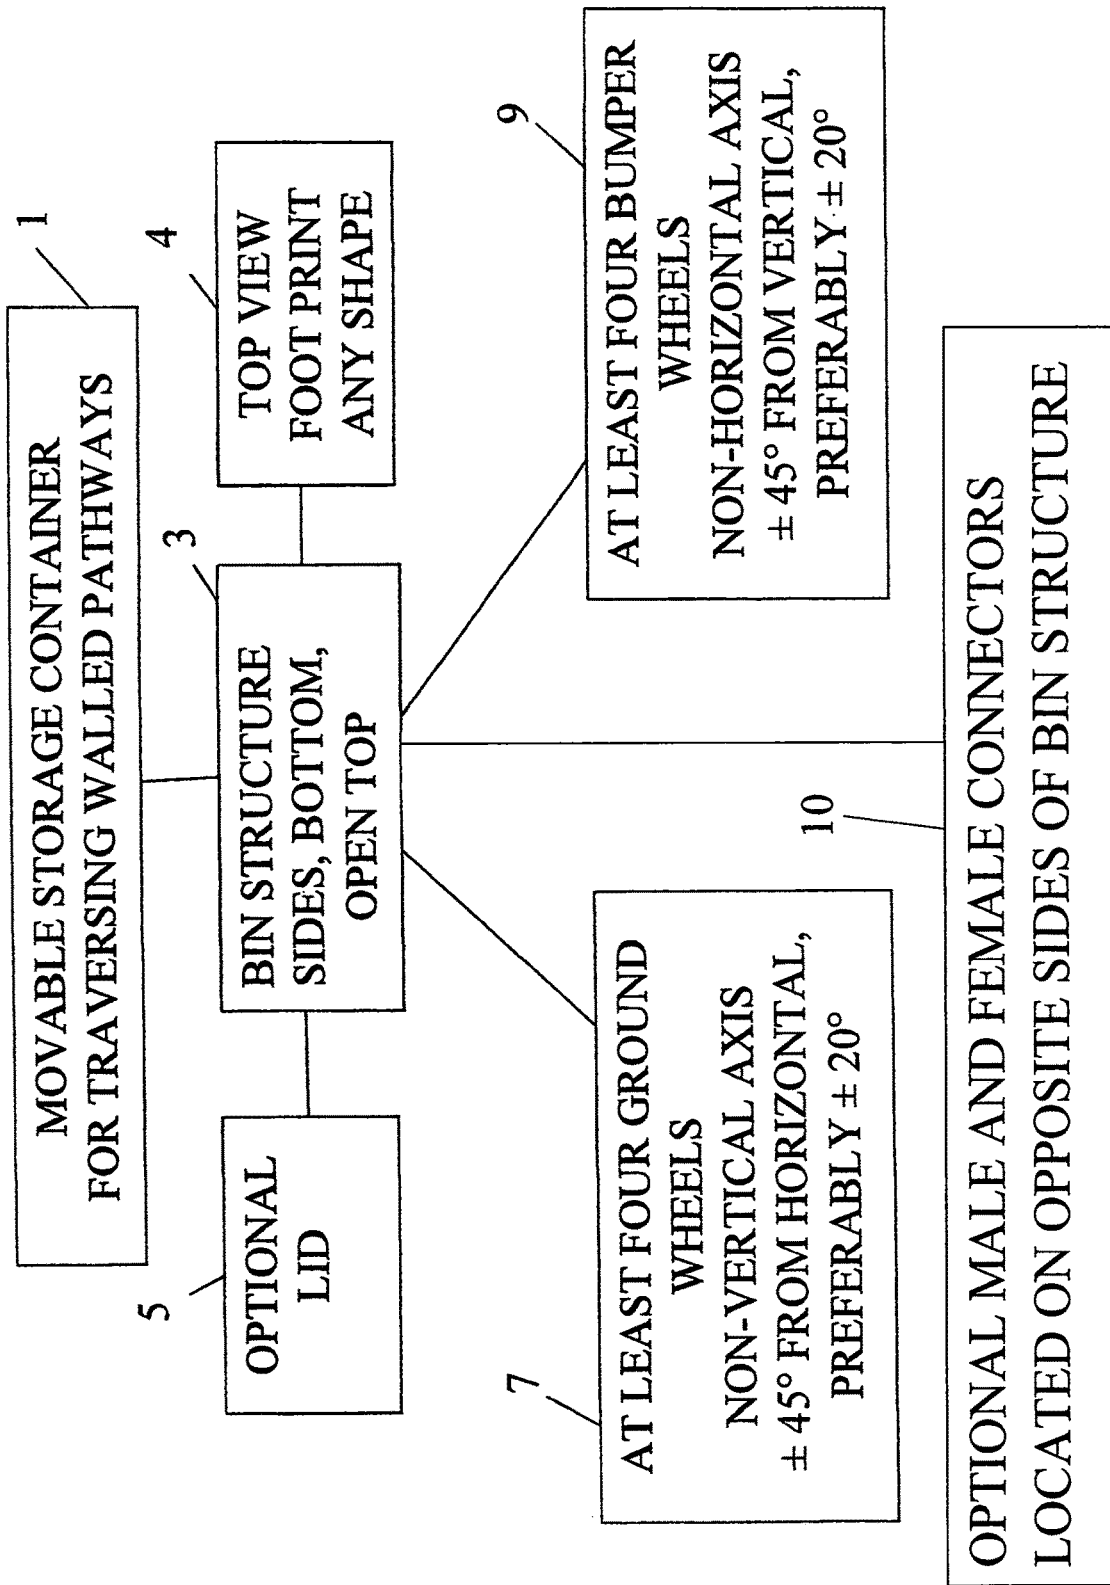 1
MOVABLE STORAGE CONTAINER
FOR TRAVERSING WALLED PATHWAYS
5
OPTIONAL
LID
3
BIN STRUCTURE
SIDES, BOTTOM,
OPEN TOP
4
TOP VIEW
FOOT PRINT
ANY SHAPE
7
AT LEAST FOUR GROUND
WHEELS
NON-VERTICAL AXIS
± 45° FROM HORIZONTAL,
PREFERABLY ± 20°
9
AT LEAST FOUR BUMPER
WHEELS
NON-HORIZONTAL AXIS
± 45° FROM VERTICAL,
PREFERABLY ± 20°
10
OPTIONAL MALE AND FEMALE CONNECTORS
LOCATED ON OPPOSITE SIDES OF BIN STRUCTURE